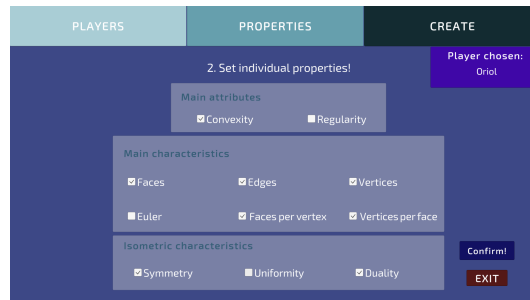 PLAYERS PROPERTIES CREATE
Player chosen:
Oriol
2. Set individual properties!
Main attributes
Convexity Regularity
Main characteristics
Faces Edges Vertices
Euler Faces per vertex Vertices per face
Isometric characteristics
Symmetry Uniformity Duality
Confirm!
EXIT